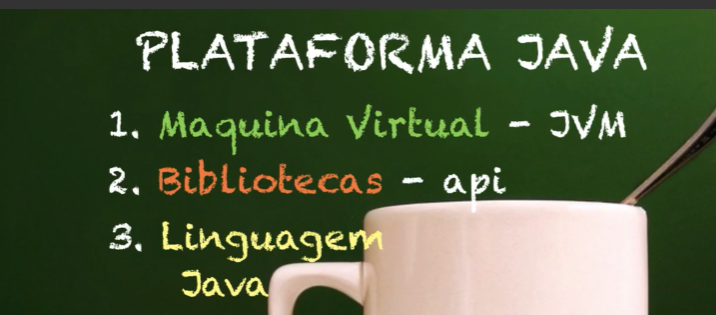 PLATAFORMA JAVA
1. Maquina Virtual - JVM
2. Bibliotecas - api
3. Linguagem
Java